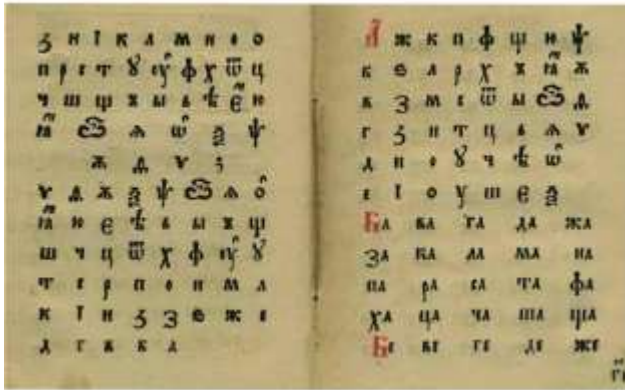 з и ї к л м н ѻ о
п р с т ꙋ ѹ ф х ѿ ц
ч ш щ ъ ы ь ѣ є ю
ꙗ ѽ ѧ ѡ ѯ ѱ
ѫ ѳ ѵ з
ѵ ѳ ѫ ѯ ѱ ѽ ѧ ѡ
ꙗ ю є ѣ ь ы ъ щ
ш ч ц ѿ х ф ѹ ꙋ
т с р п о н м л
к ї и з ꙁ ѕ ж е
д г в б а
А ж к п ф щ ю ѱ
б ѕ л р х ъ ꙗ ѫ
в ꙁ м с ѿ ы ѽ ѳ
г з н т ц ь ѧ ѵ
д и о ꙋ ч ѣ ѡ
е ї о ѹ ш є ѯ
Ба ва га да жа
за ка ла ма на
па ра са та фа
ха ца ча ша ща
Бе ве ге де же